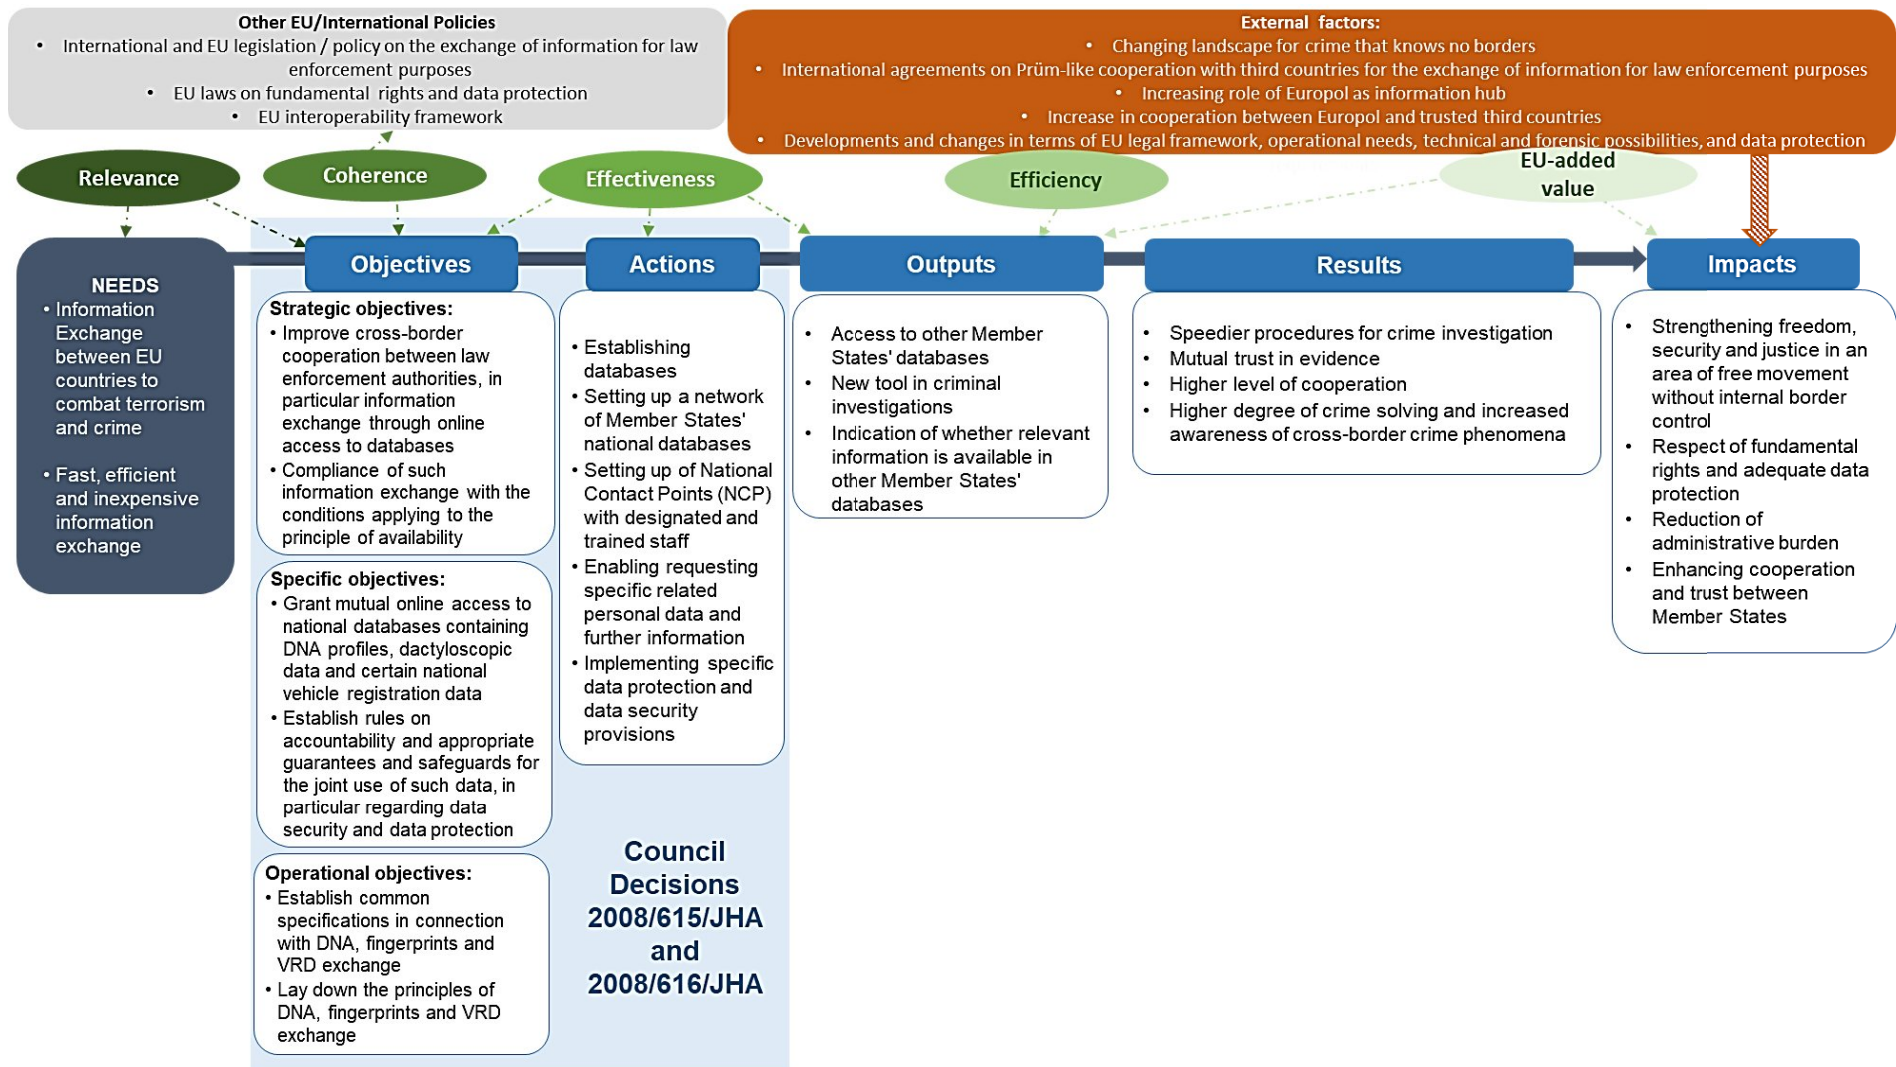 Other EU/International Policies
• International and EU legislation / policy on the exchange of information for law
enforcement purposes
• EU laws on fundamental rights and data protection
• EU interoperability framework
External factors:
• Changing landscape for crime that knows no borders
• International agreements on Prüm-like cooperation with third countries for the exchange of information for law enforcement purposes
• Increasing role of Europol as information hub
• Increase in cooperation between Europol and trusted third countries
• Developments and changes in terms of EU legal framework, operational needs, technical and forensic possibilities, and data protection
Relevance
Coherence
Effectiveness
Efficiency
EU-added
value
NEEDS
• Information
Exchange
between EU
countries to
combat terrorism
and crime
• Fast, efficient
and inexpensive
information
exchange
Objectives
Strategic objectives:
• Improve cross-border
cooperation between law
enforcement authorities, in
particular information
exchange through online
access to databases
• Compliance of such
information exchange with the
conditions applying to the
principle of availability
Specific objectives:
• Grant mutual online access to
national databases containing
DNA profiles, dactyloscopic
data and certain national
vehicle registration data
• Establish rules on
accountability and appropriate
guarantees and safeguards for
the joint use of such data, in
particular regarding data
security and data protection
Operational objectives:
• Establish common
specifications in connection
with DNA, fingerprints and
VRD exchange
• Lay down the principles of
DNA, fingerprints and VRD
exchange
Actions
• Establishing
databases
• Setting up a network
of Member States'
national databases
• Setting up of National
Contact Points (NCP)
with designated and
trained staff
• Enabling requesting
specific related
personal data and
further information
• Implementing specific
data protection and
data security
provisions
Council
Decisions
2008/615/JHA
and
2008/616/JHA
Outputs
• Access to other Member
States' databases
• New tool in criminal
investigations
• Indication of whether relevant
information is available in
other Member States'
databases
Results
• Speedier procedures for crime investigation
• Mutual trust in evidence
• Higher level of cooperation
• Higher degree of crime solving and increased
awareness of cross-border crime phenomena
Impacts
• Strengthening freedom,
security and justice in an
area of free movement
without internal border
control
• Respect of fundamental
rights and adequate data
protection
• Reduction of
administrative burden
• Enhancing cooperation
and trust between
Member States